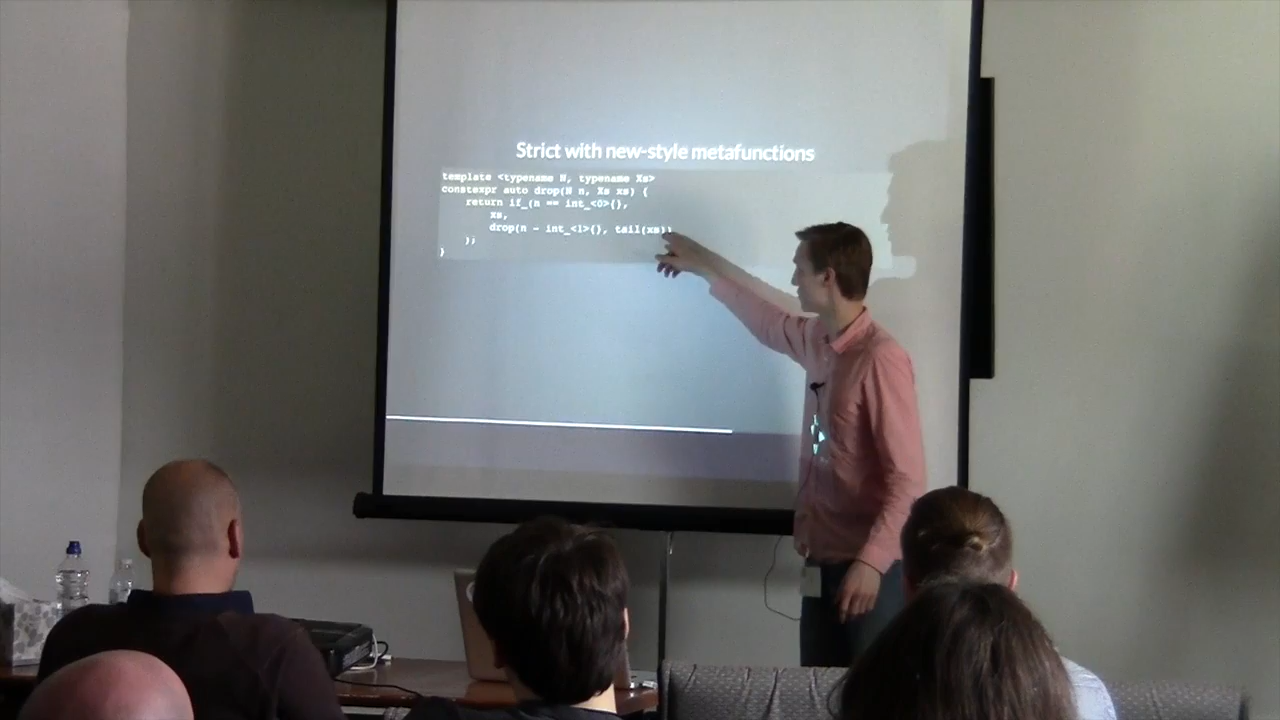 Strict with new-style metafunctions
template <typename N, typename Xs>
constexpr auto drop(N n, Xs xs) {
return if_(n == int_<0>{},
xs,
drop(n - int_<1>{}, tail(xs))
);
}